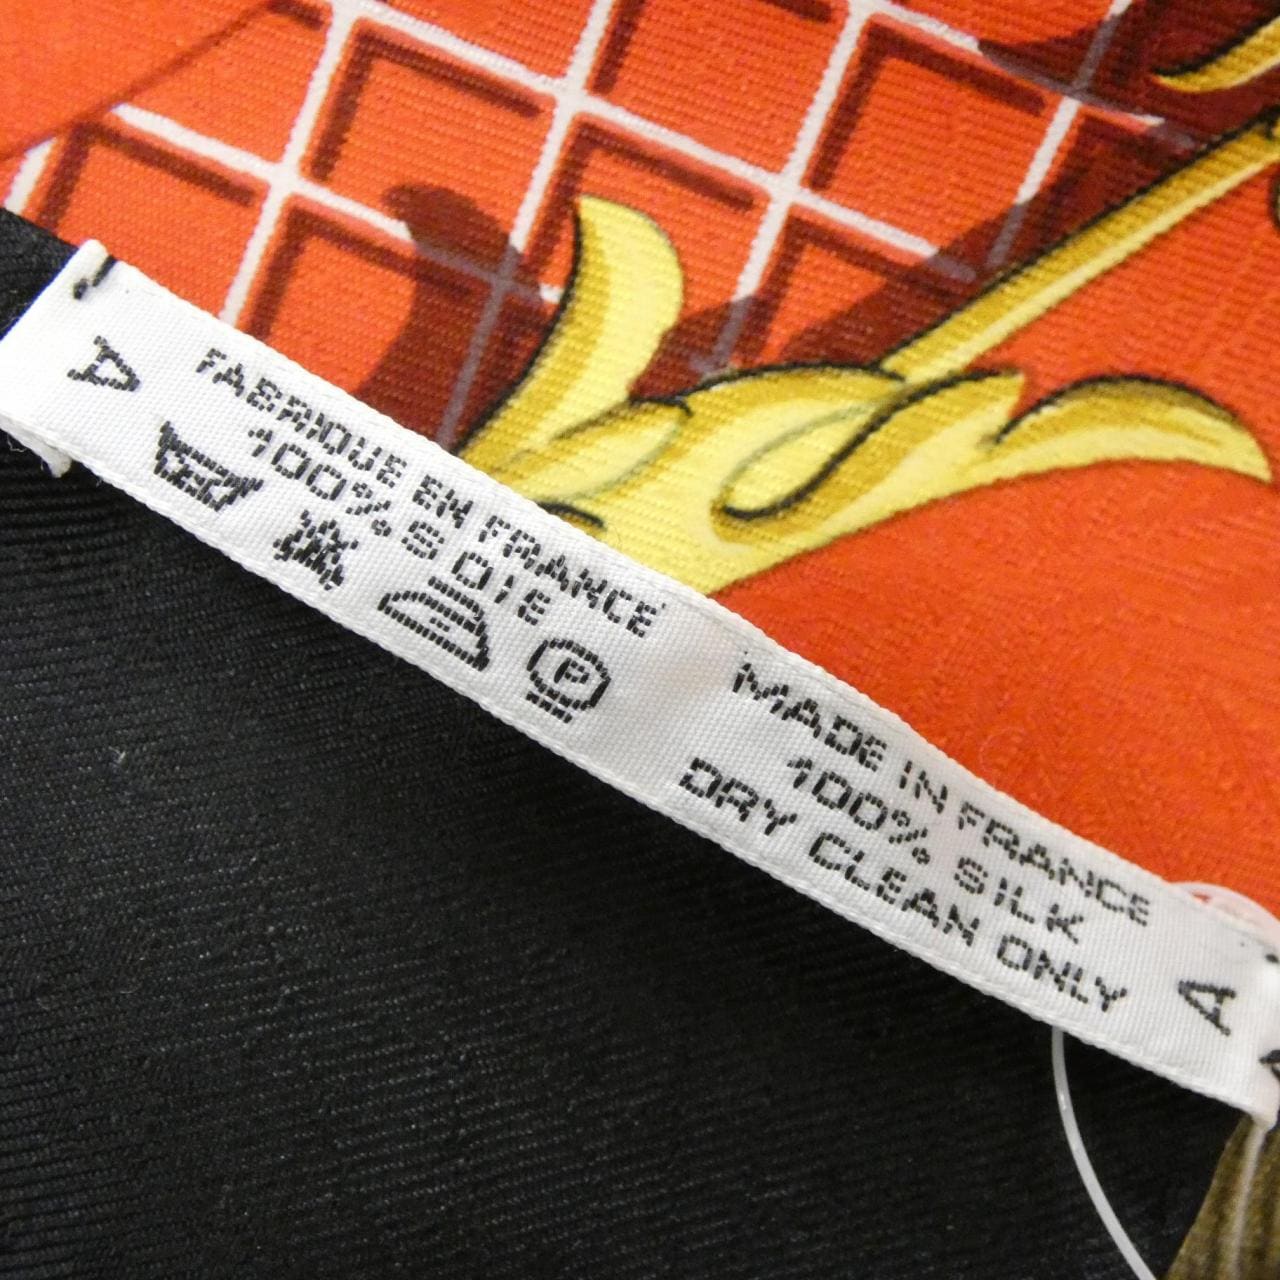 A
FABRIQUE EN FRANCE
100% SOIE
P
MADE IN FRANCE
100% SILK
DRY CLEAN ONLY
A